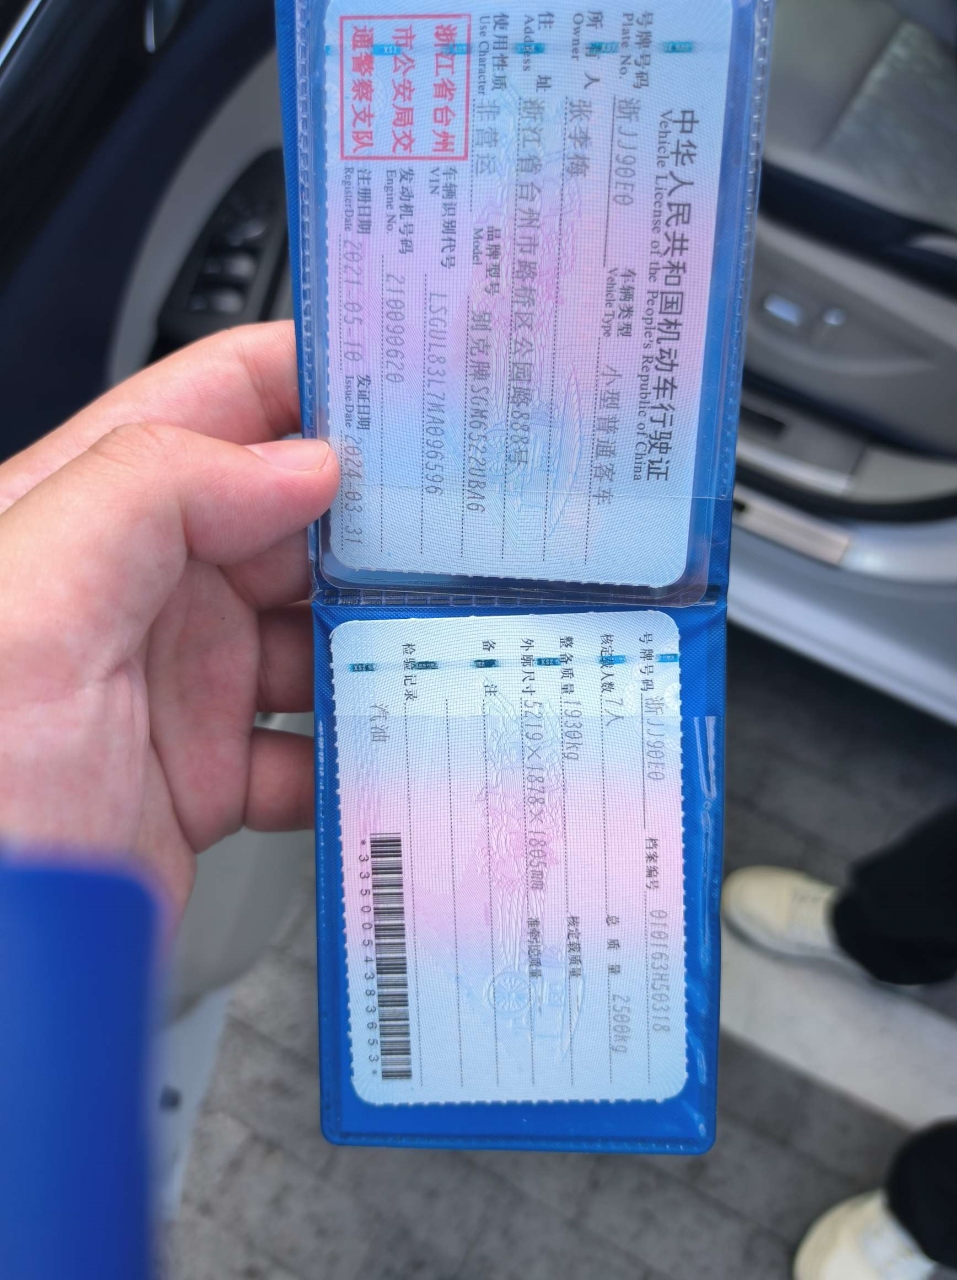 中华人民共和国机动车行驶证
Vehicle License of the People's Republic of China
号牌号码 浙JJ90E0 车辆类型 小型普通客车
Plate No. Vehicle Type
所有人 张李梅
Owner
住址 浙江省台州市路桥区公园路888号
Address
使用性质 非营运 品牌型号 别克牌SGM6522UBA6
Use Character Model
浙江省台州
市公安局交
通警察支队
车辆识别代号 LSGUL83L7MA096596
VIN
发动机号码 210090620
Engine No.
注册日期 2021-05-10 发证日期 2024-03-31
Register Date Issue Date
号牌号码 浙JJ90E0 档案编号 010163850318
核定载人数 7人 总质量 2500kg
整备质量 1930kg 核定载质量
外廓尺寸 5219×1878×1805mm 准牵引总质量
备注
检验记录
汽油
*3350054383653*